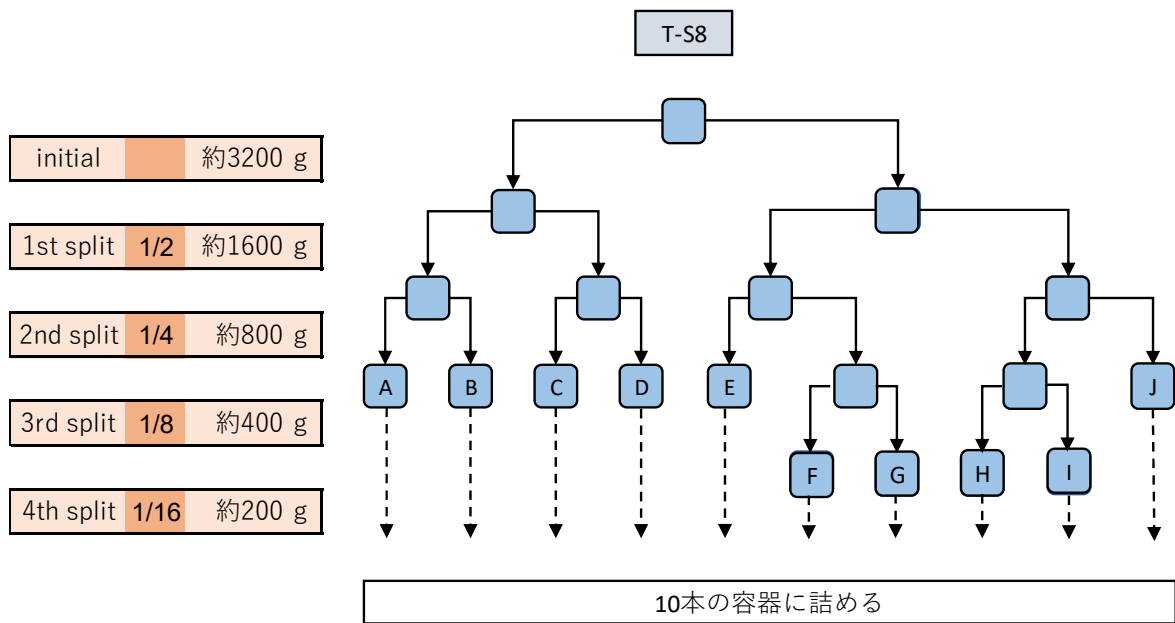 T-S8
initial 約3200 g
1st split 1/2 約1600 g
2nd split 1/4 約800 g
3rd split 1/8 約400 g
4th split 1/16 約200 g
A B C D E J
F G H I
10本の容器に詰める